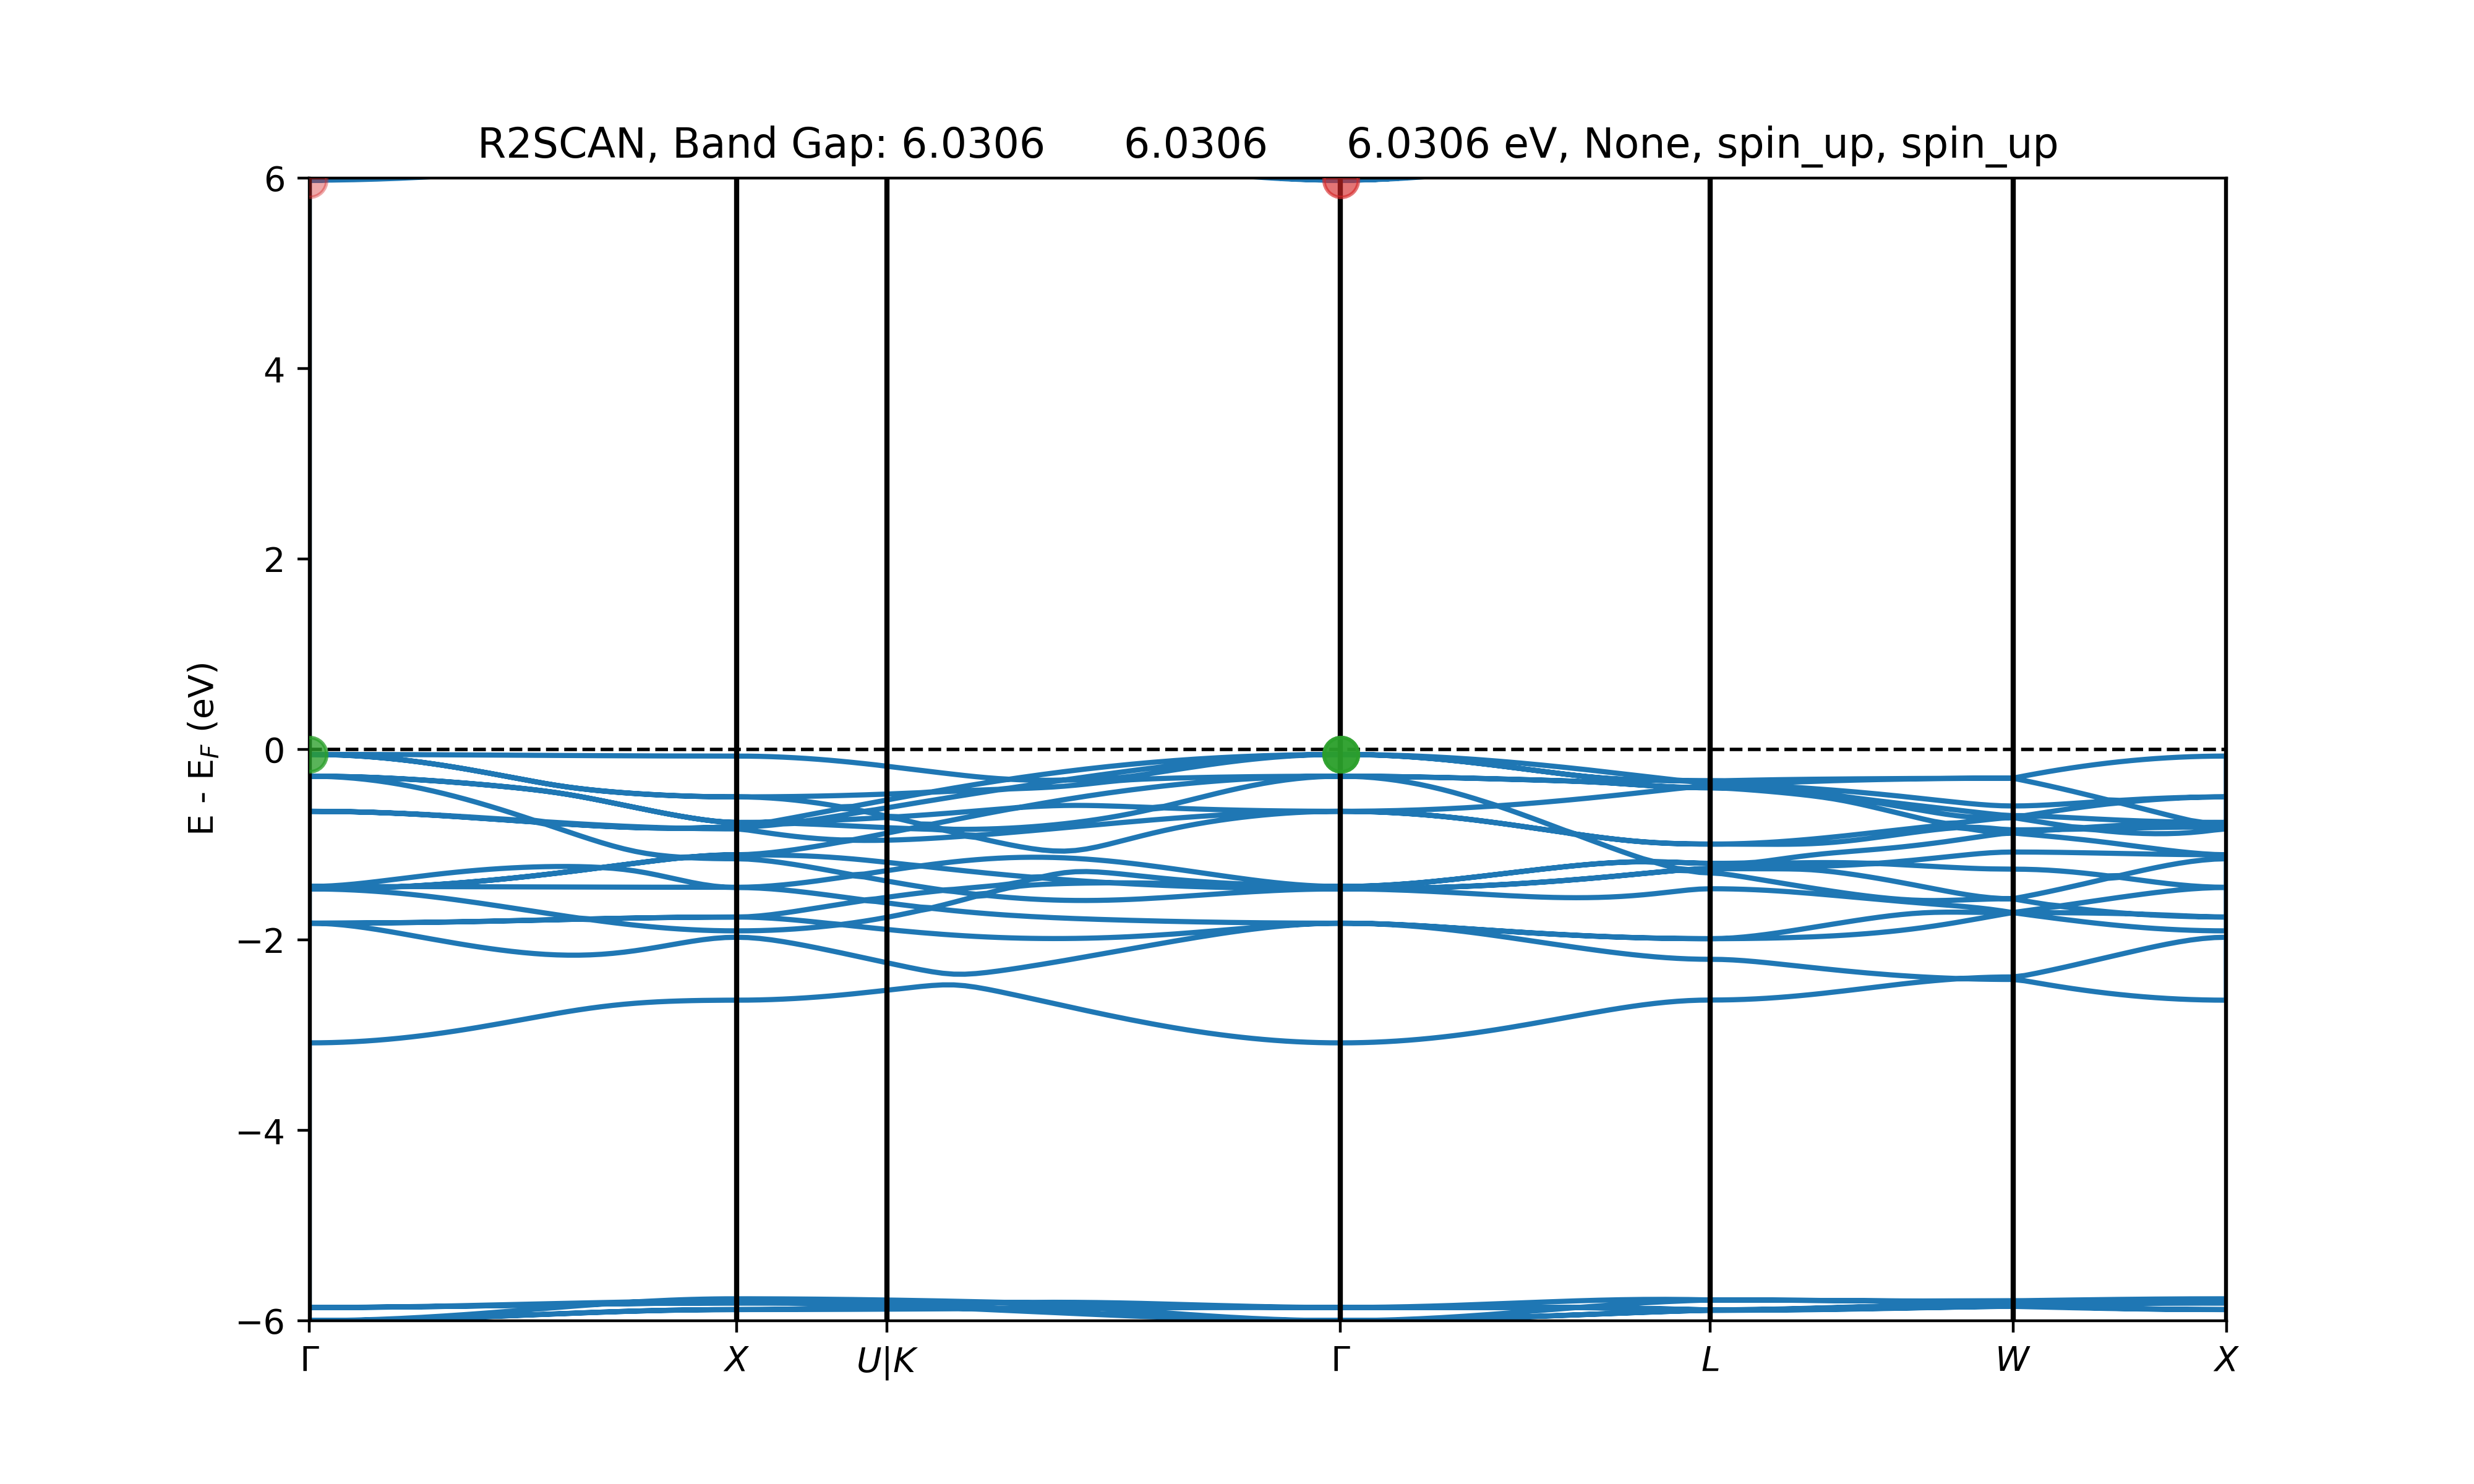 R2SCAN, Band Gap: 6.0306 6.0306 6.0306 eV, None, spin_up, spin_up
6
4
2
0
−2
−4
−6
E - E_F (eV)
Γ X U|K Γ L W X